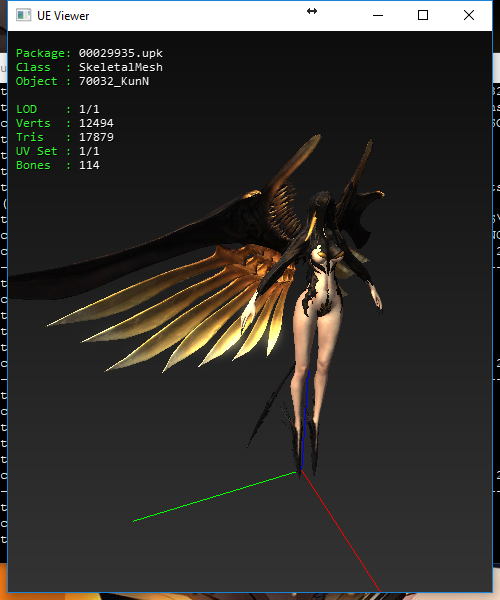 UE Viewer
Package: 00029935.upk
Class : SkeletalMesh
Object : 70032_KunN
LOD : 1/1
Verts : 12494
Tris : 17879
UV Set : 1/1
Bones : 114